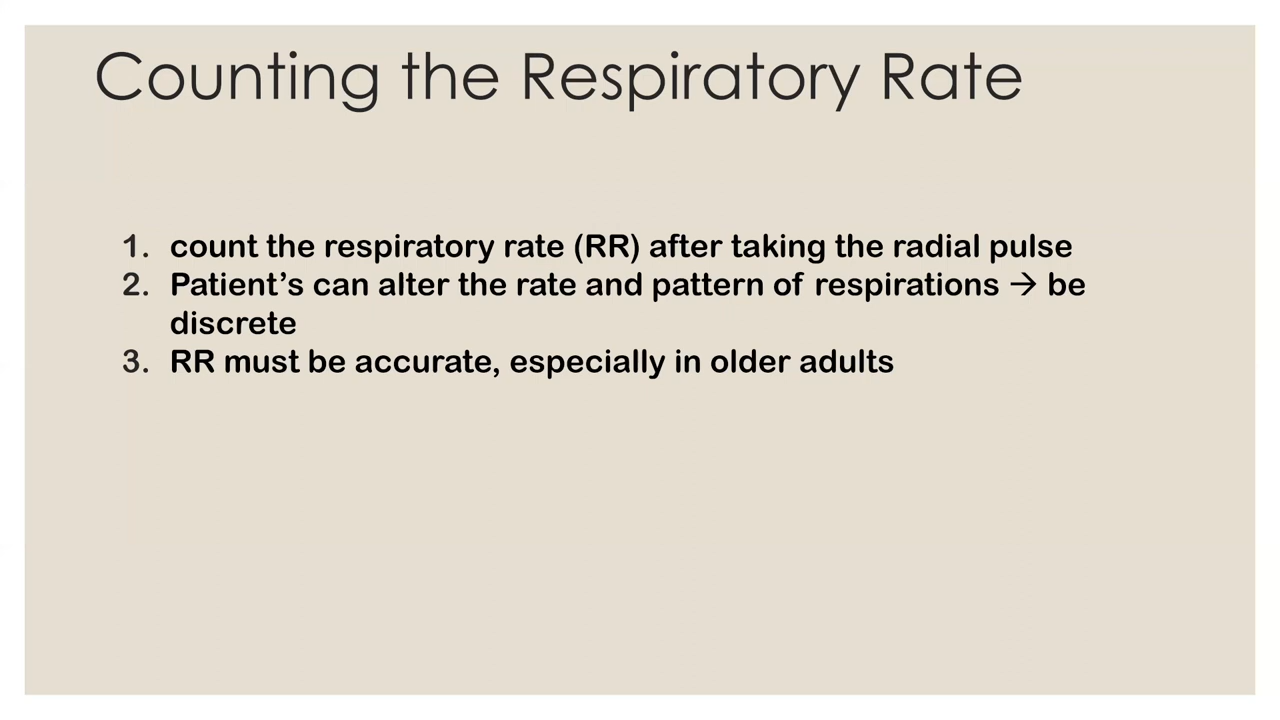 Counting the Respiratory Rate
1. count the respiratory rate (RR) after taking the radial pulse
2. Patient’s can alter the rate and pattern of respirations → be
discrete
3. RR must be accurate, especially in older adults